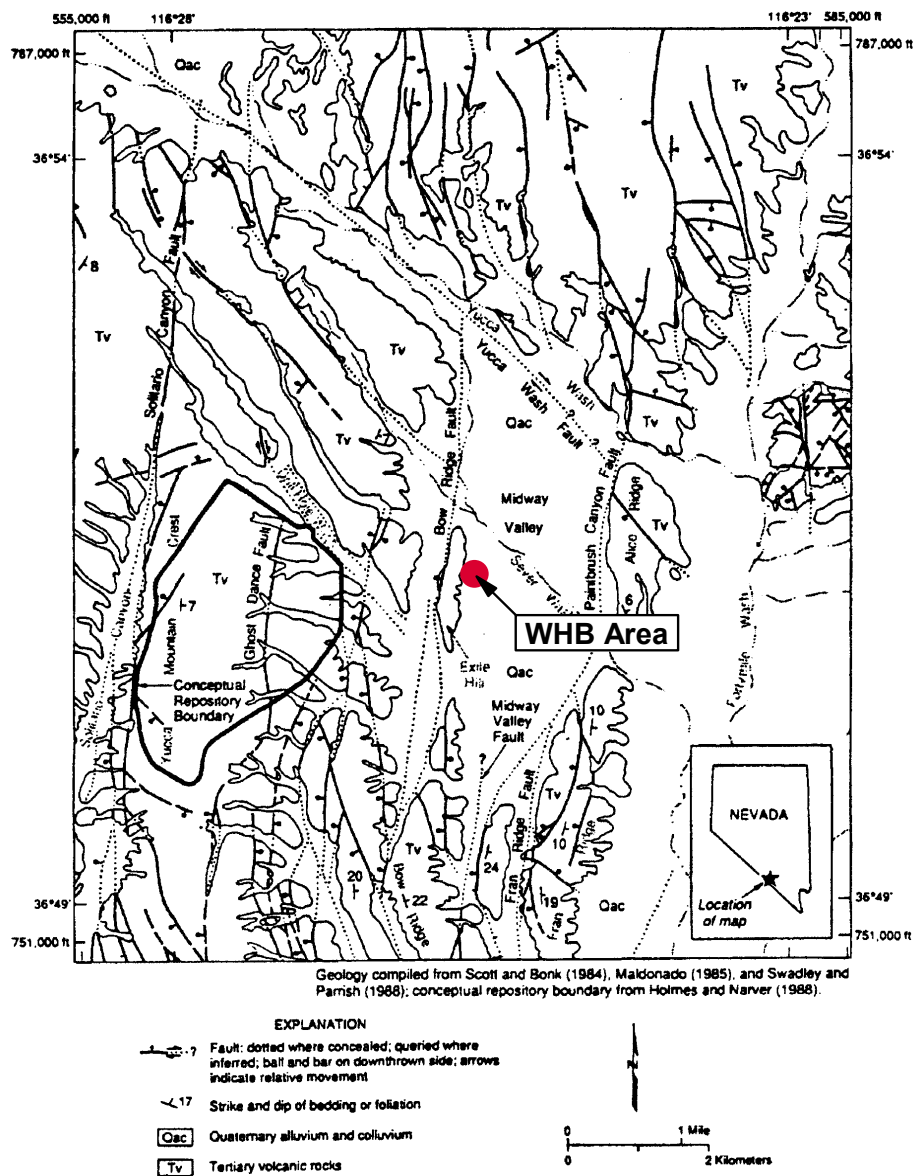 555,000 ft 116°28' 116°23' 585,000 ft
787,000 ft
787,000 ft
Qac
Tv
36°54'
36°54'
Tv
Tv
8
Tv
Solitario Canyon Fault
Tv
Yucca Wash
Yucca Wash Fault
?
?
Qac
Tv
Tv
7
Bow Ridge Fault
Midway
Valley
Paintbrush Canyon Fault
Alice Ridge
Tv
Sever
6
WHB Area
Yucca Mountain Crest
Tv
7
Ghost Dance Fault
Canyon
Conceptual
Repository
Boundary
Exile
Hill
Qac
Midway
Valley
Fault
?
Fortymile Wash
10
Tv
Fran Ridge Fault
10
Tv
20
22
Bow Ridge
24
19
Fran Ridge
Qac
NEVADA
Location
of map
36°49'
36°49'
751,000 ft
751,000 ft
Geology compiled from Scott and Bonk (1984), Maldonado (1985), and Swadley and
Parrish (1988); conceptual repository boundary from Holmes and Narver (1988).
EXPLANATION
? Fault: dotted where concealed; queried where
inferred; ball and bar on downthrown side; arrows
indicate relative movement
17 Strike and dip of bedding or foliation
Qac Quaternary alluvium and colluvium
Tv Tertiary volcanic rocks
N
0 1 Mile
0 2 Kilometers